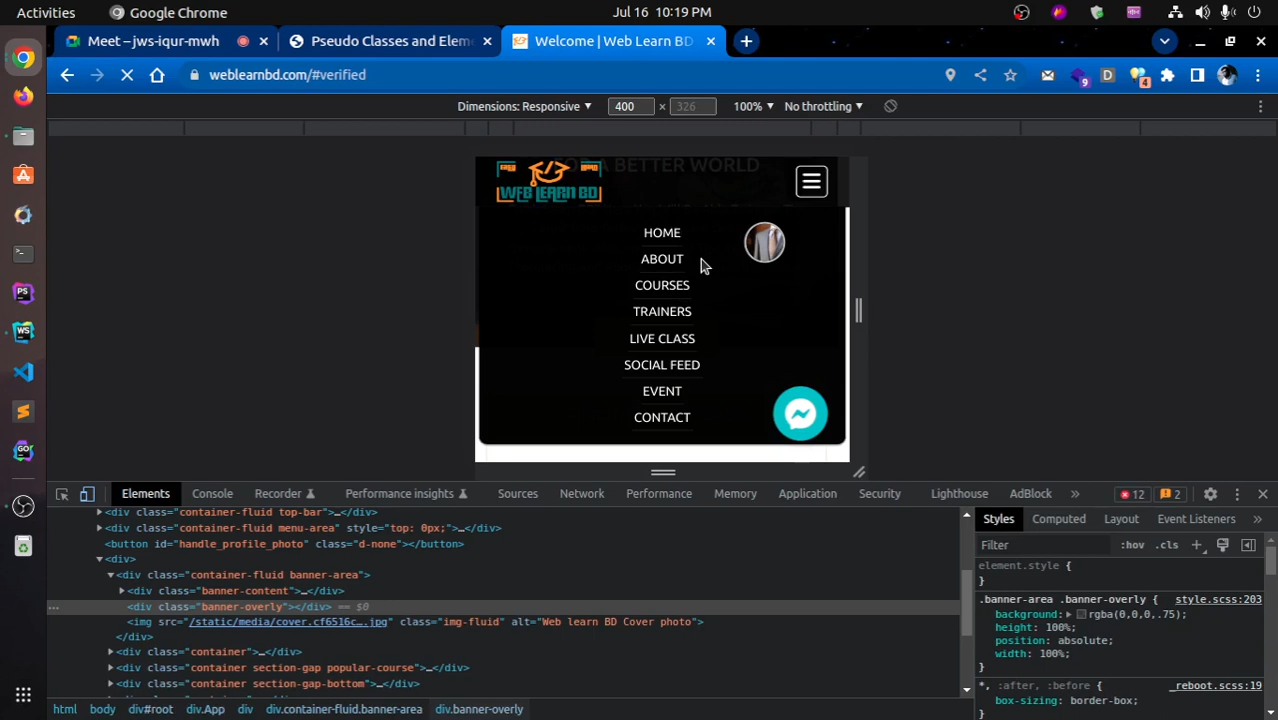 Activities Google Chrome Jul 16 10:19 PM
Meet – jws-iqur-mwh Pseudo Classes and Elem Welcome | Web Learn BD
weblearnbd.com/#verified 9 D 4
Dimensions: Responsive 400 × 326 100% No throttling
FOR A BETTER WORLD
WEB LEARN BD
HOME
ABOUT
COURSES
TRAINERS
LIVE CLASS
SOCIAL FEED
EVENT
CONTACT
Elements Console Recorder Performance insights Sources Network Performance Memory Application Security Lighthouse AdBlock » 12 2
<div class="container-fluid top-bar">…</div>
<div class="container-fluid menu-area" style="top: 0px;">…</div>
<button id="handle_profile_photo" class="d-none"></button>
<div>
<div class="container-fluid banner-area">
<div class="banner-content">…</div>
<div class="banner-overly"></div> == $0
<img src="/static/media/cover.cf6516c….jpg" class="img-fluid" alt="Web learn BD Cover photo">
</div>
<div class="container">…</div>
<div class="container section-gap popular-course">…</div>
<div class="container section-gap-bottom">…</div>
html body div#root div.App div div.container-fluid.banner-area div.banner-overly
Styles Computed Layout Event Listeners »
Filter :hov .cls +
element.style {
}
.banner-area .banner-overly { style.scss:203
background: rgba(0,0,0,.75);
height: 100%;
position: absolute;
width: 100%;
}
*, :after, :before { _reboot.scss:19
box-sizing: border-box;